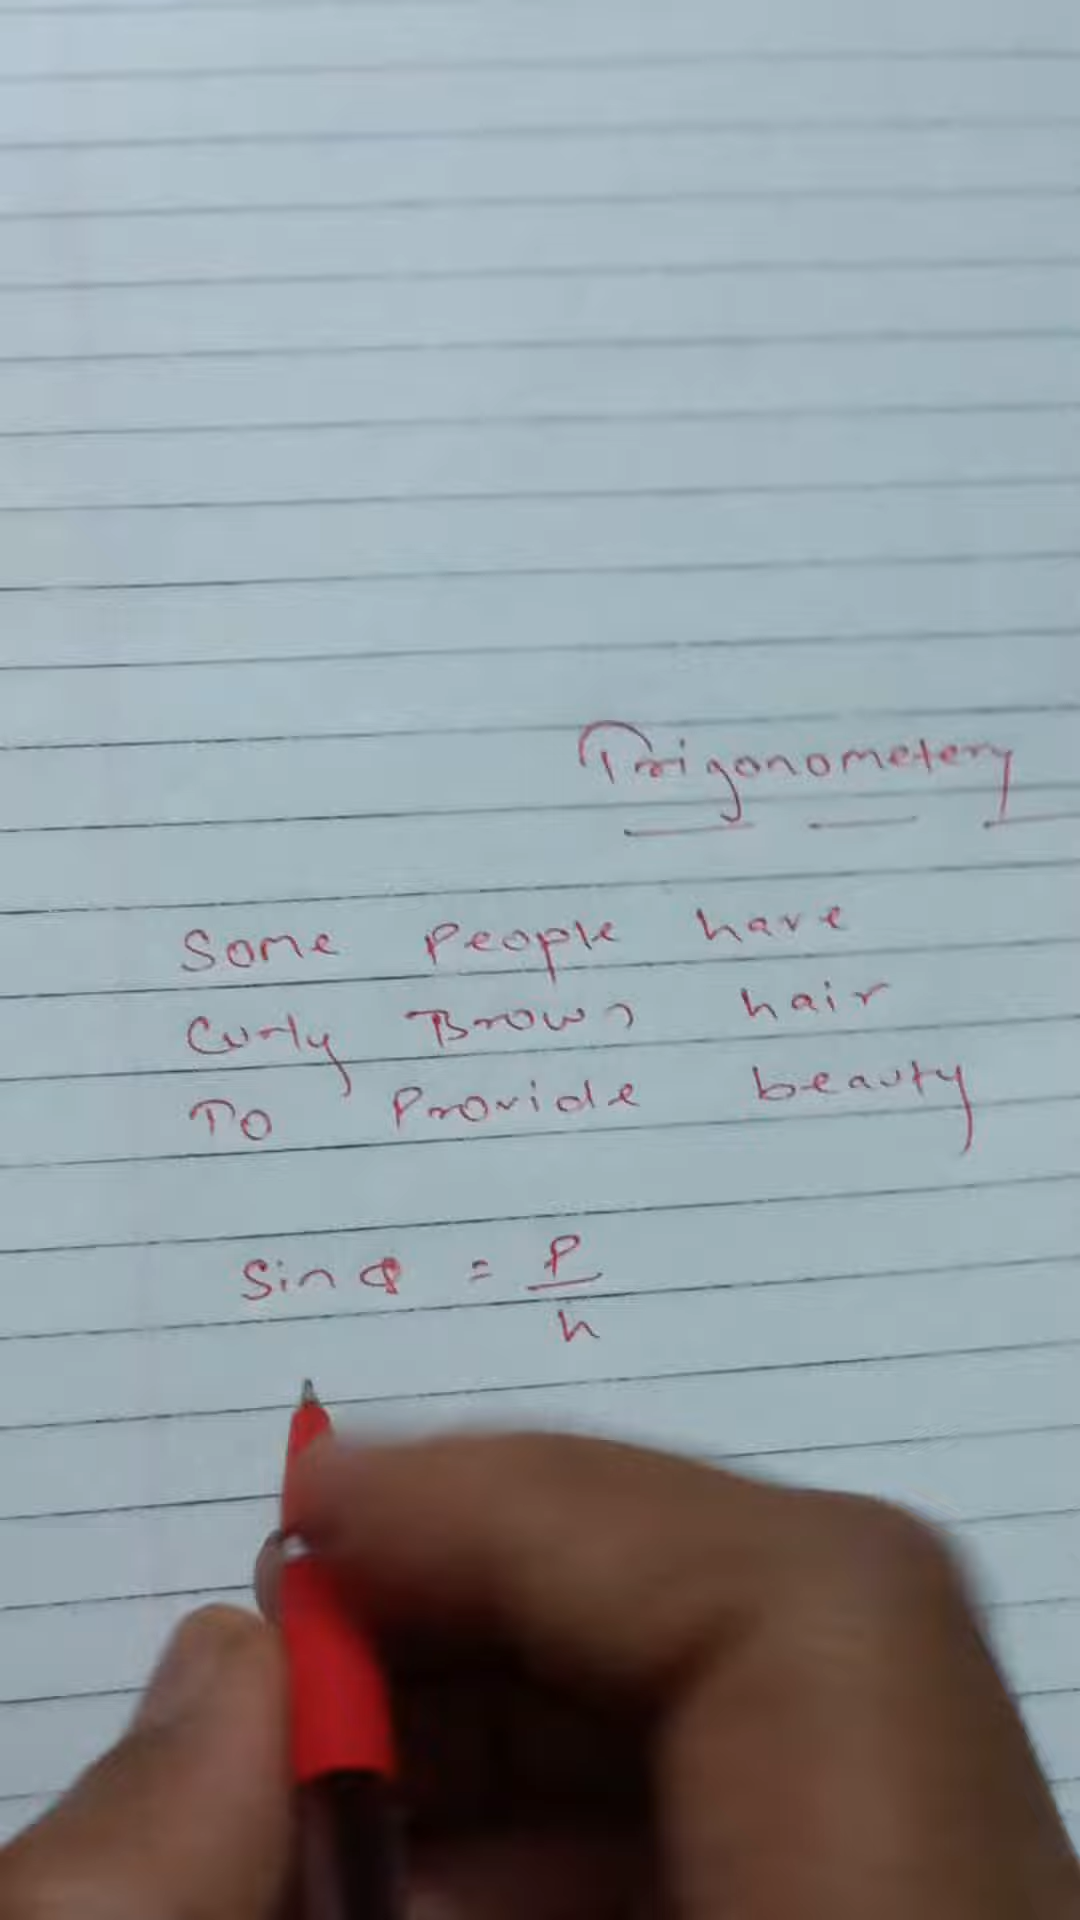 Trigonometery
Some People have
Curly Brown hair
To Provide beauty
Sin θ = P
h